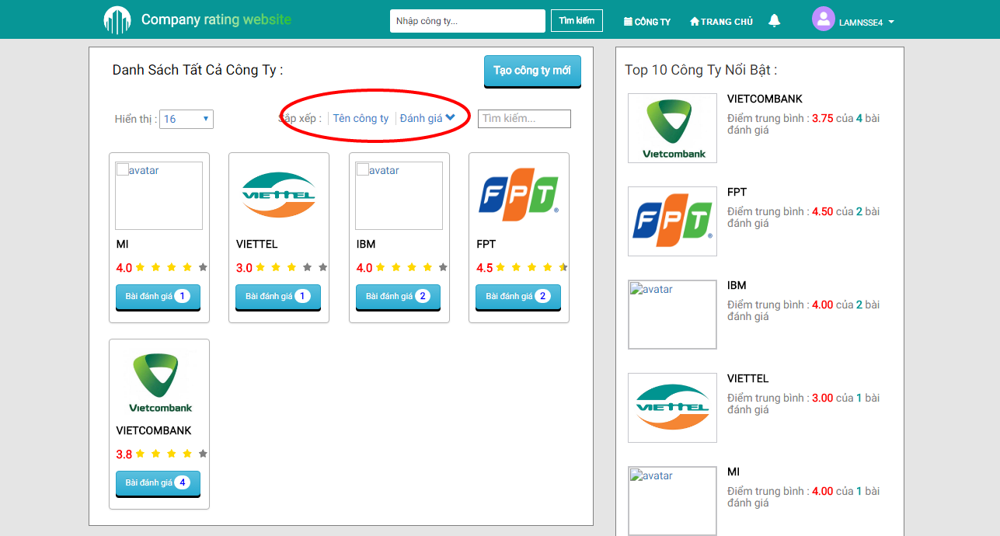 Company rating website
Nhập công ty...
Tìm kiếm
CÔNG TY
TRANG CHỦ
LAMNSSE4
Danh Sách Tất Cả Công Ty :
Tạo công ty mới
Hiển thị : 16
Sắp xếp : Tên công ty Đánh giá
Tìm kiếm...
avatar
MI
4.0
Bài đánh giá 1
VIETTEL
VIETTEL
3.0
Bài đánh giá 1
avatar
IBM
4.0
Bài đánh giá 2
FPT®
FPT
4.5
Bài đánh giá 2
Vietcombank
VIETCOMBANK
3.8
Bài đánh giá 4
Top 10 Công Ty Nổi Bật :
Vietcombank
VIETCOMBANK
Điểm trung bình : 3.75 của 4 bài
đánh giá
FPT®
FPT
Điểm trung bình : 4.50 của 2 bài
đánh giá
avatar
IBM
Điểm trung bình : 4.00 của 2 bài
đánh giá
VIETTEL
VIETTEL
Điểm trung bình : 3.00 của 1 bài
đánh giá
avatar
MI
Điểm trung bình : 4.00 của 1 bài
đánh giá